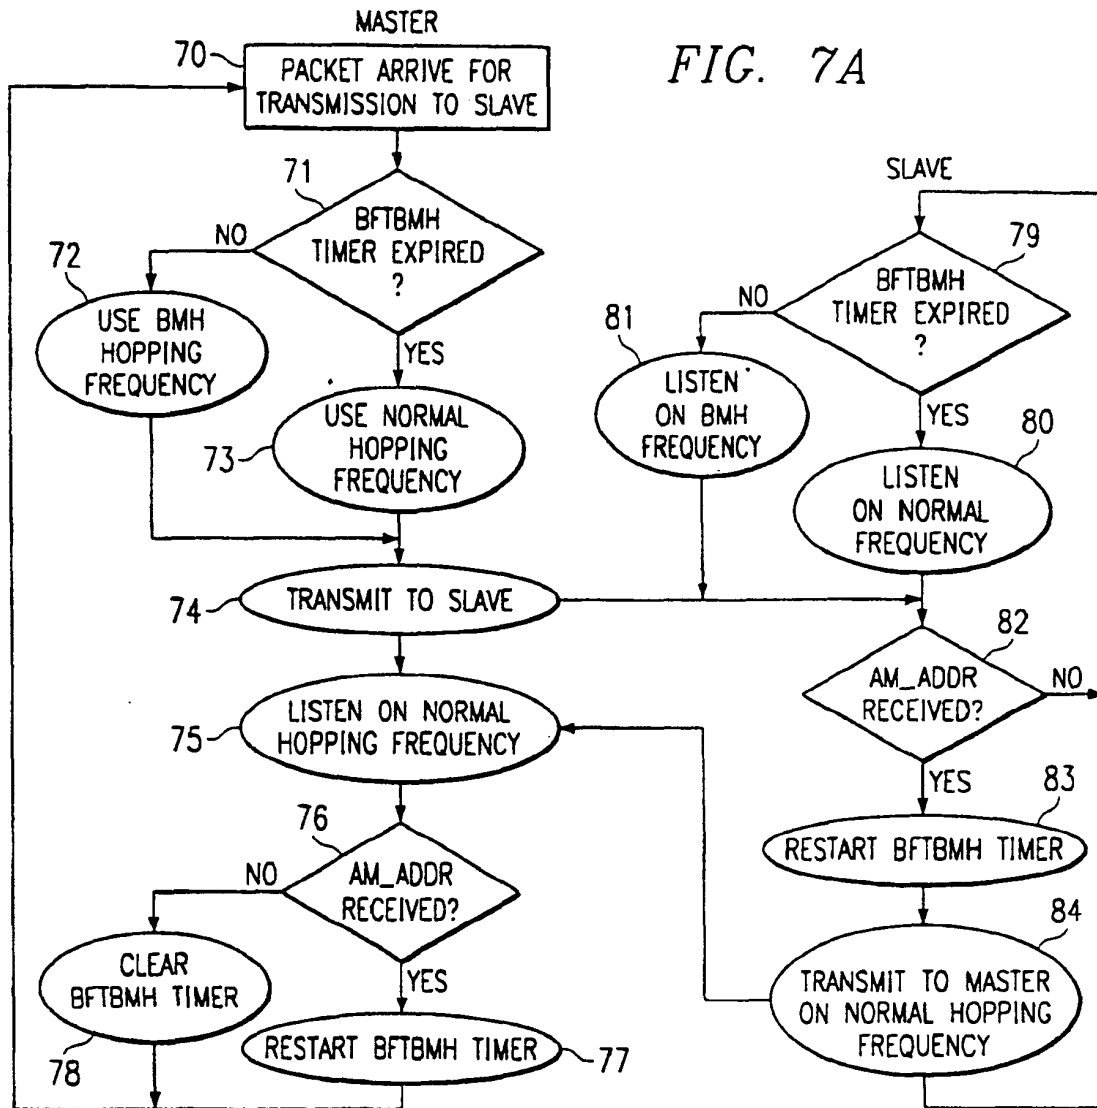 MASTER
70
PACKET ARRIVE FOR
TRANSMISSION TO SLAVE
FIG. 7A
71
BFTBMH
TIMER EXPIRED
?
NO
YES
72
USE BMH
HOPPING
FREQUENCY
73
USE NORMAL
HOPPING
FREQUENCY
74
TRANSMIT TO SLAVE
75
LISTEN ON NORMAL
HOPPING FREQUENCY
76
AM_ADDR
RECEIVED?
NO
YES
CLEAR
BFTBMH TIMER
78
RESTART BFTBMH TIMER
77
SLAVE
79
BFTBMH
TIMER EXPIRED
?
NO
YES
81
LISTEN
ON BMH
FREQUENCY
80
LISTEN
ON NORMAL
FREQUENCY
82
AM_ADDR
RECEIVED?
NO
YES
83
RESTART BFTBMH TIMER
84
TRANSMIT TO MASTER
ON NORMAL HOPPING
FREQUENCY